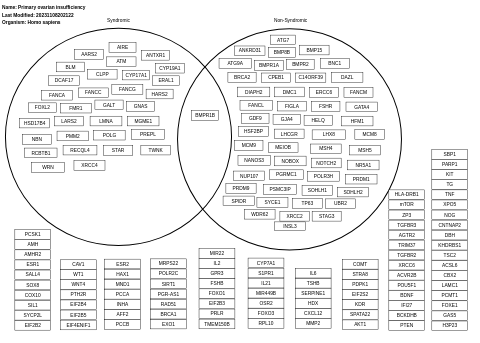 Name: Primary ovarian insufficiency
Last Modified: 20231108202122
Organism: Homo sapiens
Syndromic
Non-Syndromic
AIRE
AARS2
ANTXR1
ATM
BLM
CYP19A1
CLPP
CYP17A1
DCAF17
ERAL1
FANCG
FANCC
FANCA
HARS2
GALT
GNAS
FOXL2
FMR1
LARS2
LMNA
MGME1
HSD17B4
PMM2
POLG
PREPL
NBN
RECQL4
STAR
TWNK
RCBTB1
XRCC4
WRN
BMPR1B
ATG7
ANKRD31
BMP8B
BMP15
ATG9A
BMPR1A
BMPR2
BNC1
BRCA2
CPEB1
C14ORF39
DAZL
DIAPH2
DMC1
ERCC6
FANCM
FANCL
FIGLA
FSHR
GATA4
GDF9
GJA4
HELQ
HFM1
HSF2BP
LHCGR
LHX8
MCM8
MCM9
MEIOB
MSH4
MSH5
NANOS3
NOBOX
NOTCH2
NR5A1
NUP107
PGRMC1
POLR3H
PRDM1
PRDM9
PSMC3IP
SOHLH1
SOHLH2
SPIDR
SYCE1
TP63
UBR2
WDR62
XRCC2
STAG3
INSL3
PCSK1
AMH
AMHR2
ESR1
SALL4
SOX8
COX10
SIL1
SYCP2L
EIF2B2
CAV1
WT1
WNT4
PTH2R
EIF2B4
EIF2B5
EIF4ENIF1
ESR2
HAX1
MND1
PCCA
INHA
AFF2
PCCB
MRPS22
POLR2C
SIRT1
PGR-AS1
AR
BRCA1
EXO1
MIR22
IL2
GPR3
FSHB
FOXO1
EIF2B3
PRLR
TMEM150B
CYP7A1
S1PR1
IL21
MIR449B
OSR2
FOXO3
RPL10
IL6
TSHB
SERPINE1
HDX
CXCL12
MMP2
COMT
STRA8
PDPK1
EIF2S2
KDR
SPATA22
AKT1
HLA-DRB1
mTOR
ZP3
TGFBR3
AGTR2
TRIM37
TGFBR2
XRCC6
ACVR2B
POU5F1
BDNF
IFO27
BCKDHB
PTEN
SBP1
PARP1
KIT
TG
TNF
XPO5
NOG
CNTNAP2
DBH
KHDRBS1
TSC2
ACSL6
CBX2
LAMC1
PCMT1
FOXE1
GAS5
H3P23